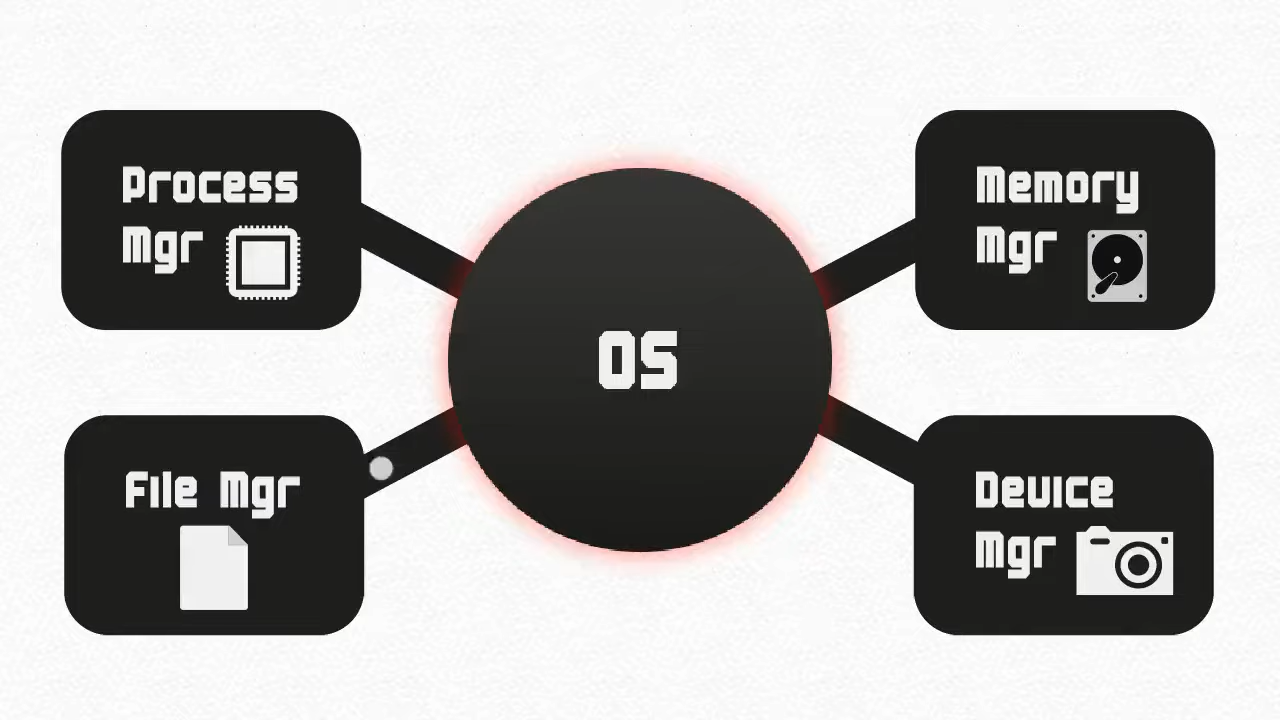 Process
Mgr
Memory
Mgr
OS
File Mgr
Device
Mgr